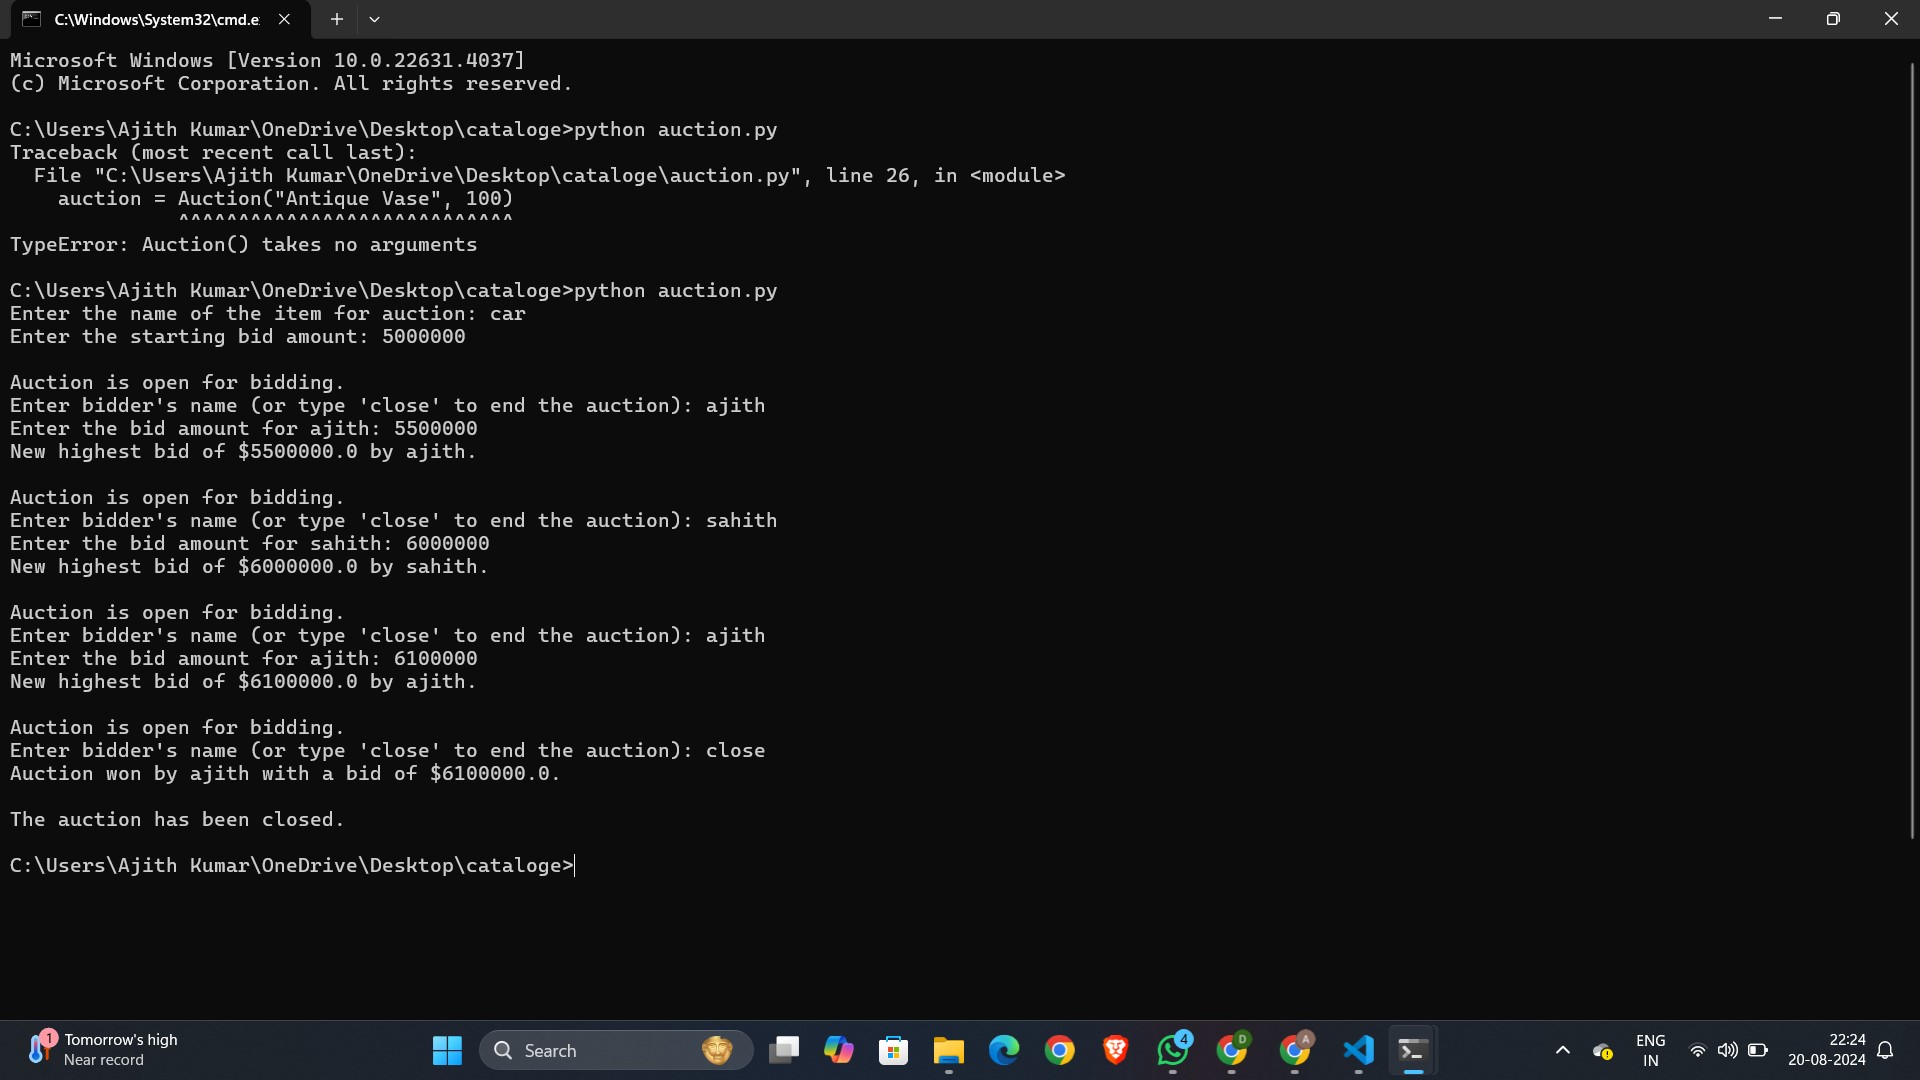 C:\Windows\System32\cmd.e
Microsoft Windows [Version 10.0.22631.4037]
(c) Microsoft Corporation. All rights reserved.
C:\Users\Ajith Kumar\OneDrive\Desktop\cataloge>python auction.py
Traceback (most recent call last):
  File "C:\Users\Ajith Kumar\OneDrive\Desktop\cataloge\auction.py", line 26, in <module>
    auction = Auction("Antique Vase", 100)
              ^^^^^^^^^^^^^^^^^^^^^^^^^^^^
TypeError: Auction() takes no arguments
C:\Users\Ajith Kumar\OneDrive\Desktop\cataloge>python auction.py
Enter the name of the item for auction: car
Enter the starting bid amount: 5000000
Auction is open for bidding.
Enter bidder's name (or type 'close' to end the auction): ajith
Enter the bid amount for ajith: 5500000
New highest bid of $5500000.0 by ajith.
Auction is open for bidding.
Enter bidder's name (or type 'close' to end the auction): sahith
Enter the bid amount for sahith: 6000000
New highest bid of $6000000.0 by sahith.
Auction is open for bidding.
Enter bidder's name (or type 'close' to end the auction): ajith
Enter the bid amount for ajith: 6100000
New highest bid of $6100000.0 by ajith.
Auction is open for bidding.
Enter bidder's name (or type 'close' to end the auction): close
Auction won by ajith with a bid of $6100000.0.
The auction has been closed.
C:\Users\Ajith Kumar\OneDrive\Desktop\cataloge>
1
Tomorrow's high
Near record
Search
4
D
A
ENG
IN
22:24
20-08-2024